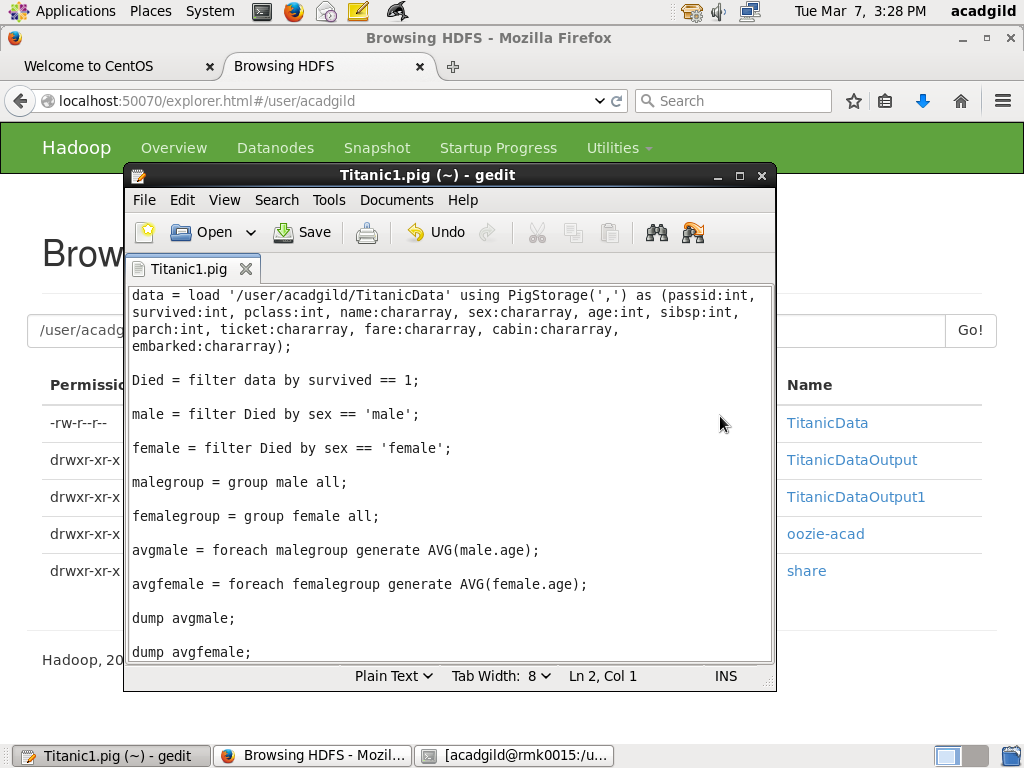 Applications Places System Tue Mar 7, 3:28 PM acadgild
Browsing HDFS - Mozilla Firefox
Welcome to CentOS Browsing HDFS
localhost:50070/explorer.html#/user/acadgild Search
Hadoop Overview Datanodes Snapshot Startup Progress Utilities
Titanic1.pig (~) - gedit
File Edit View Search Tools Documents Help
Open Save Undo
Titanic1.pig
data = load '/user/acadgild/TitanicData' using PigStorage(',') as (passid:int,
survived:int, pclass:int, name:chararray, sex:chararray, age:int, sibsp:int,
parch:int, ticket:chararray, fare:chararray, cabin:chararray,
embarked:chararray);
Died = filter data by survived == 1;
male = filter Died by sex == 'male';
female = filter Died by sex == 'female';
malegroup = group male all;
femalegroup = group female all;
avgmale = foreach malegroup generate AVG(male.age);
avgfemale = foreach femalegroup generate AVG(female.age);
dump avgmale;
dump avgfemale;
Plain Text Tab Width: 8 Ln 2, Col 1 INS
Brow
/user/acadg Go!
Permissic Name
-rw-r--r-- TitanicData
drwxr-xr-x TitanicDataOutput
drwxr-xr-x TitanicDataOutput1
drwxr-xr-x oozie-acad
drwxr-xr-x share
Hadoop, 20
Titanic1.pig (~) - gedit Browsing HDFS - Mozil... [acadgild@rmk0015:/u...